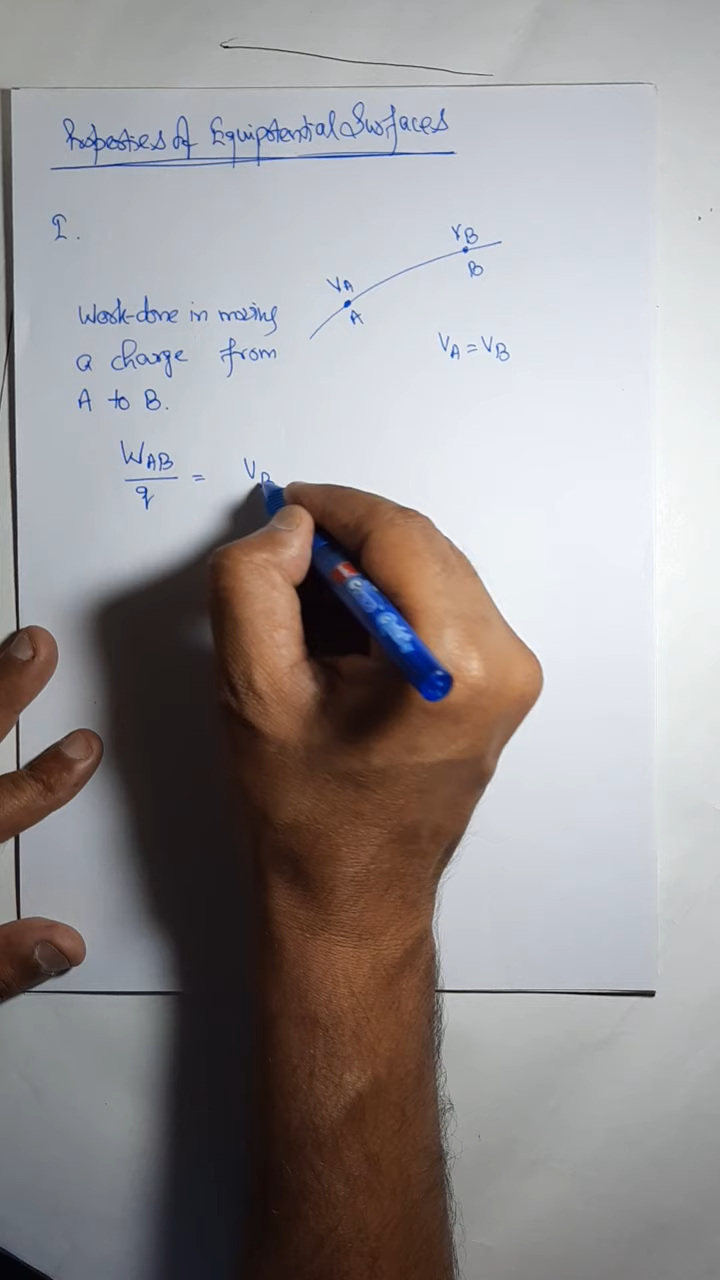 Properties of Equipotential Surfaces
I.
VA
A
VB
B
VA = VB
Work-done in moving
a charge from
A to B.
WAB/q = VB